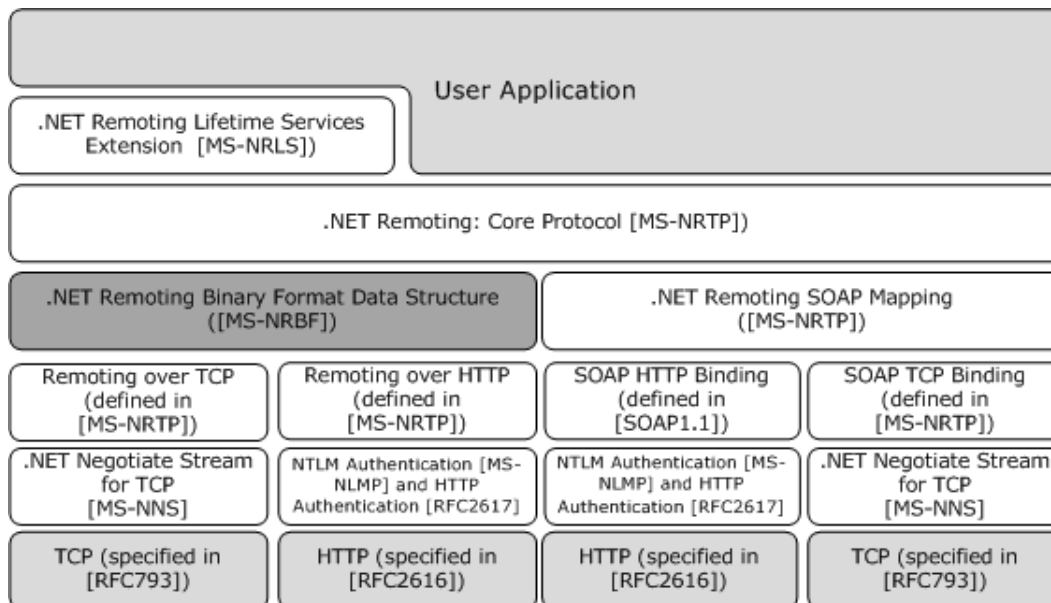 User Application
.NET Remoting Lifetime Services
Extension [MS-NRLS])
.NET Remoting: Core Protocol [MS-NRTP])
.NET Remoting Binary Format Data Structure
([MS-NRBF])
.NET Remoting SOAP Mapping
([MS-NRTP])
Remoting over TCP
(defined in
[MS-NRTP])
Remoting over HTTP
(defined in
[MS-NRTP])
SOAP HTTP Binding
(defined in
[SOAP1.1])
SOAP TCP Binding
(defined in
[MS-NRTP])
.NET Negotiate Stream
for TCP
[MS-NNS]
NTLM Authentication [MS-
NLMP] and HTTP
Authentication [RFC2617]
NTLM Authentication [MS-
NLMP] and HTTP
Authentication [RFC2617]
.NET Negotiate Stream
for TCP
[MS-NNS]
TCP (specified in
[RFC793])
HTTP (specified in
[RFC2616])
HTTP (specified in
[RFC2616])
TCP (specified in
[RFC793])